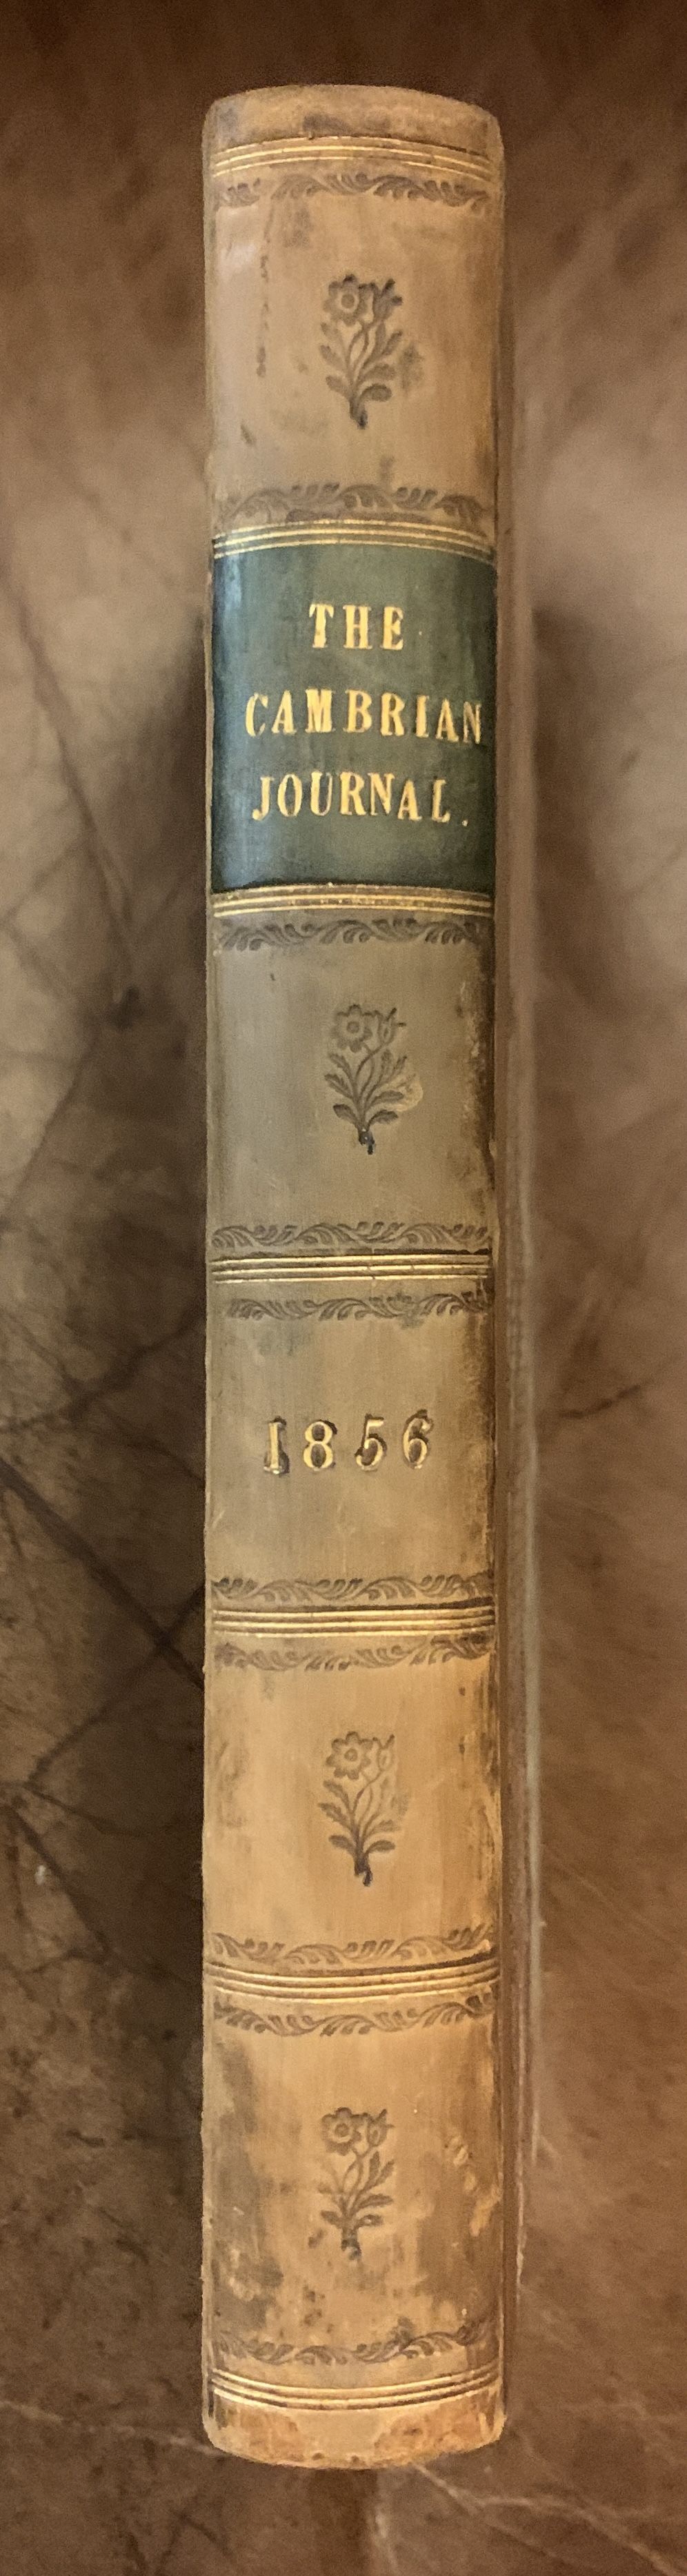 THE
CAMBRIAN
JOURNAL.
1856